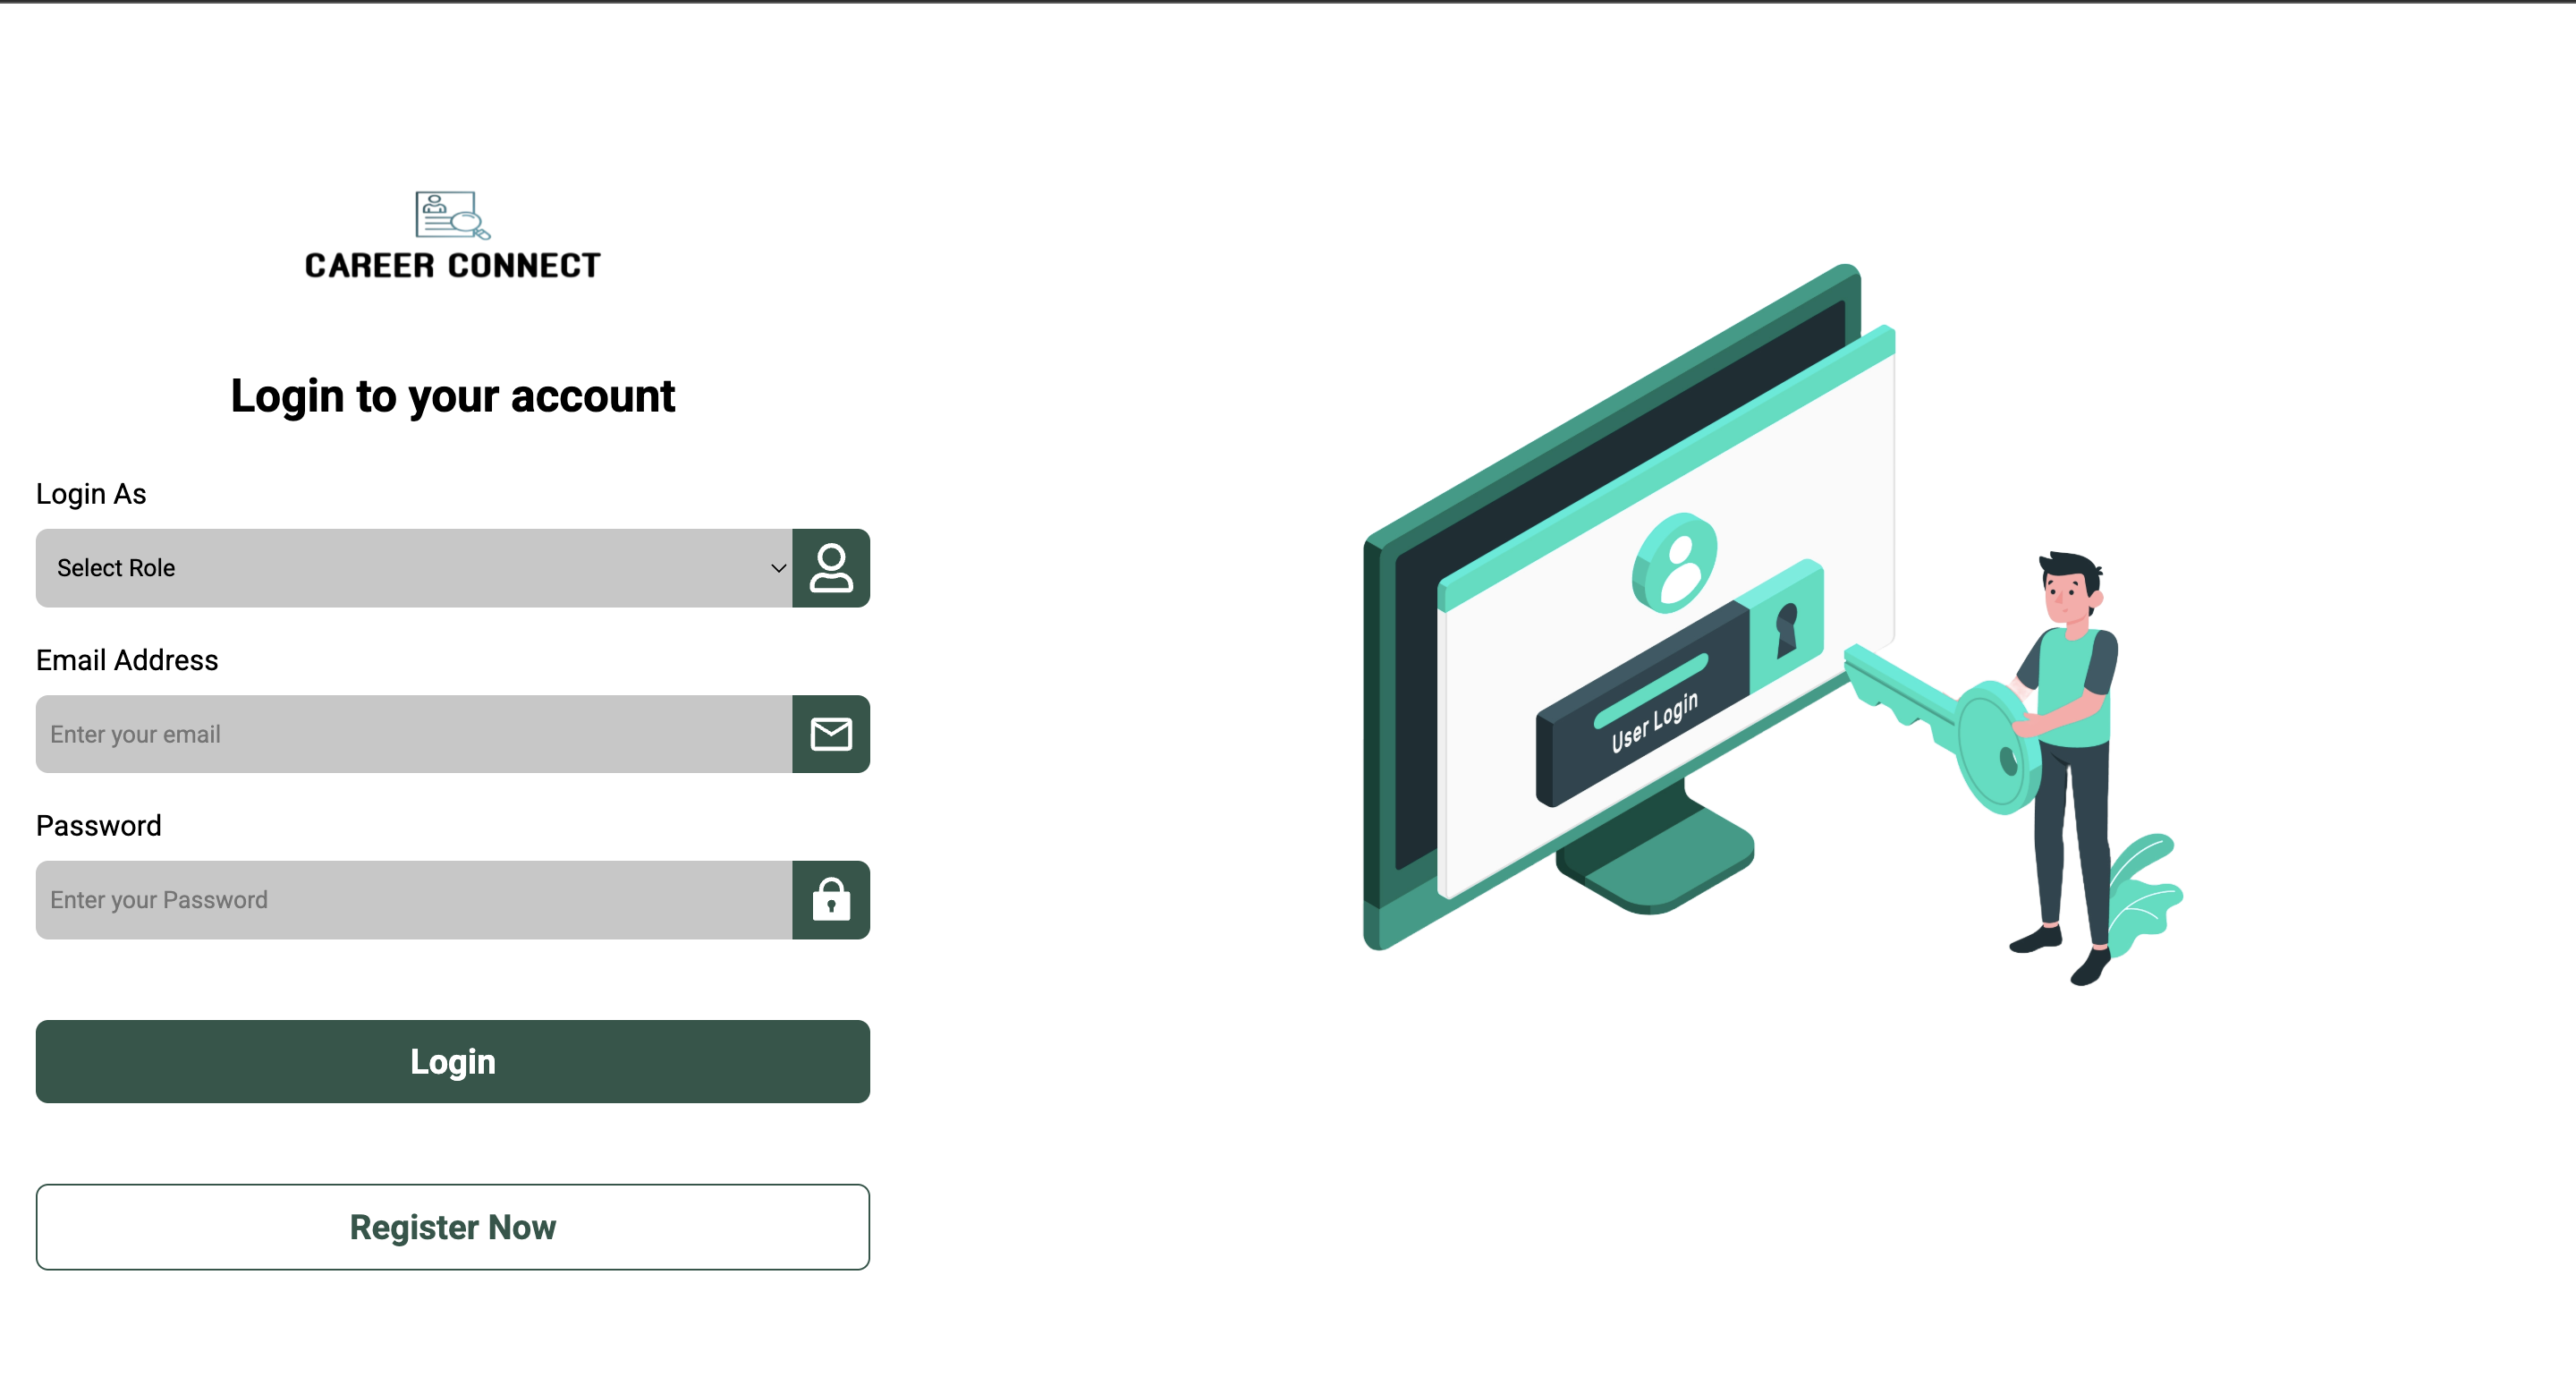 CAREER CONNECT
Login to your account
Login As
Select Role
Email Address
Enter your email
Password
Enter your Password
Login
Register Now
User Login